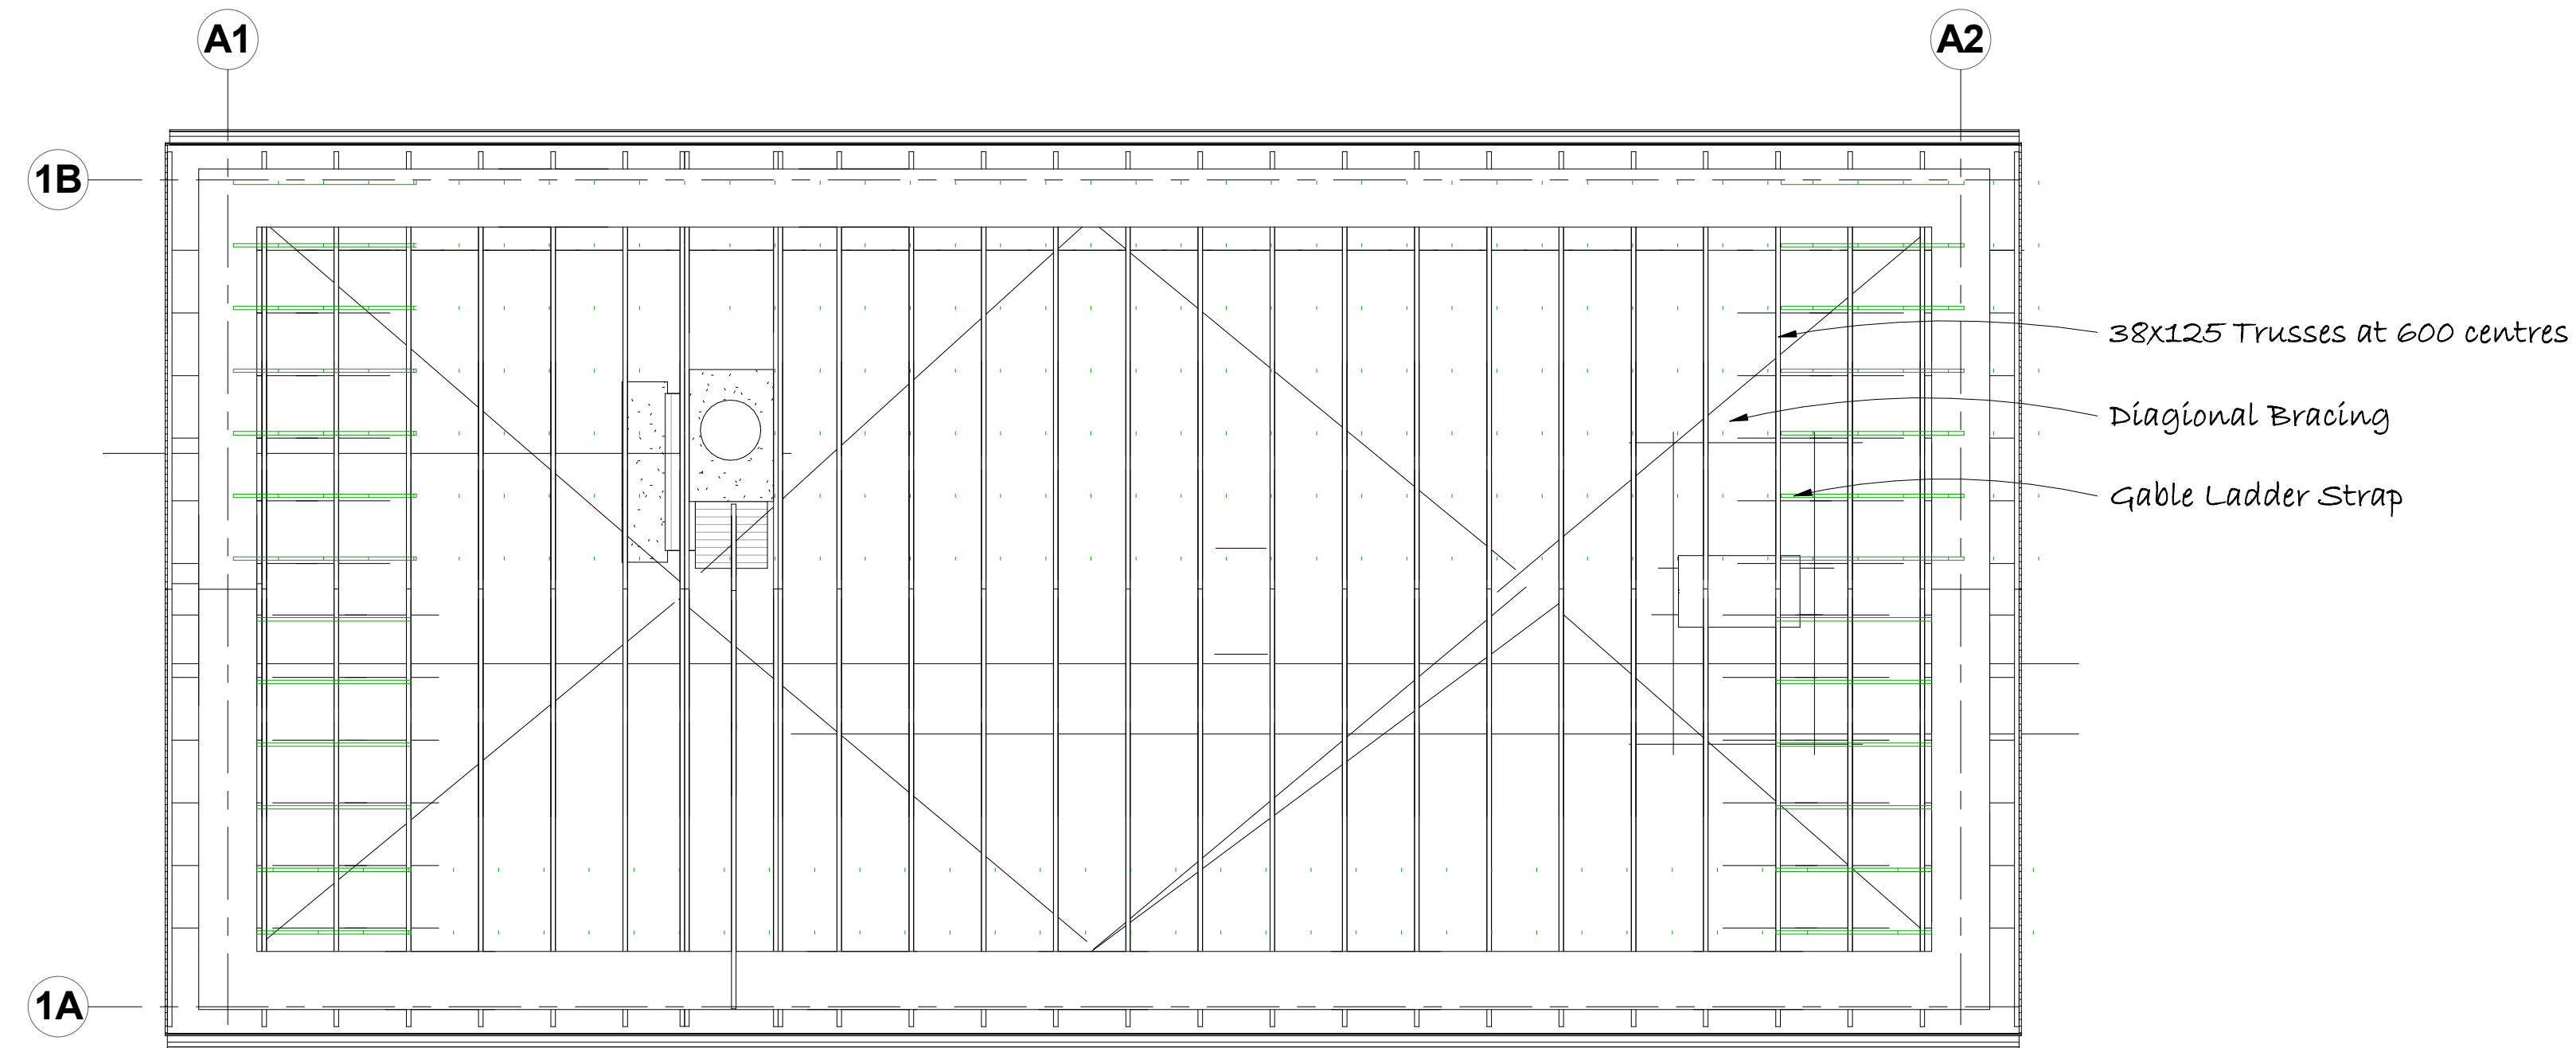 A1
A2
1B
38x125 Trusses at 600 centres
Diagional Bracing
Gable Ladder Strap
1A